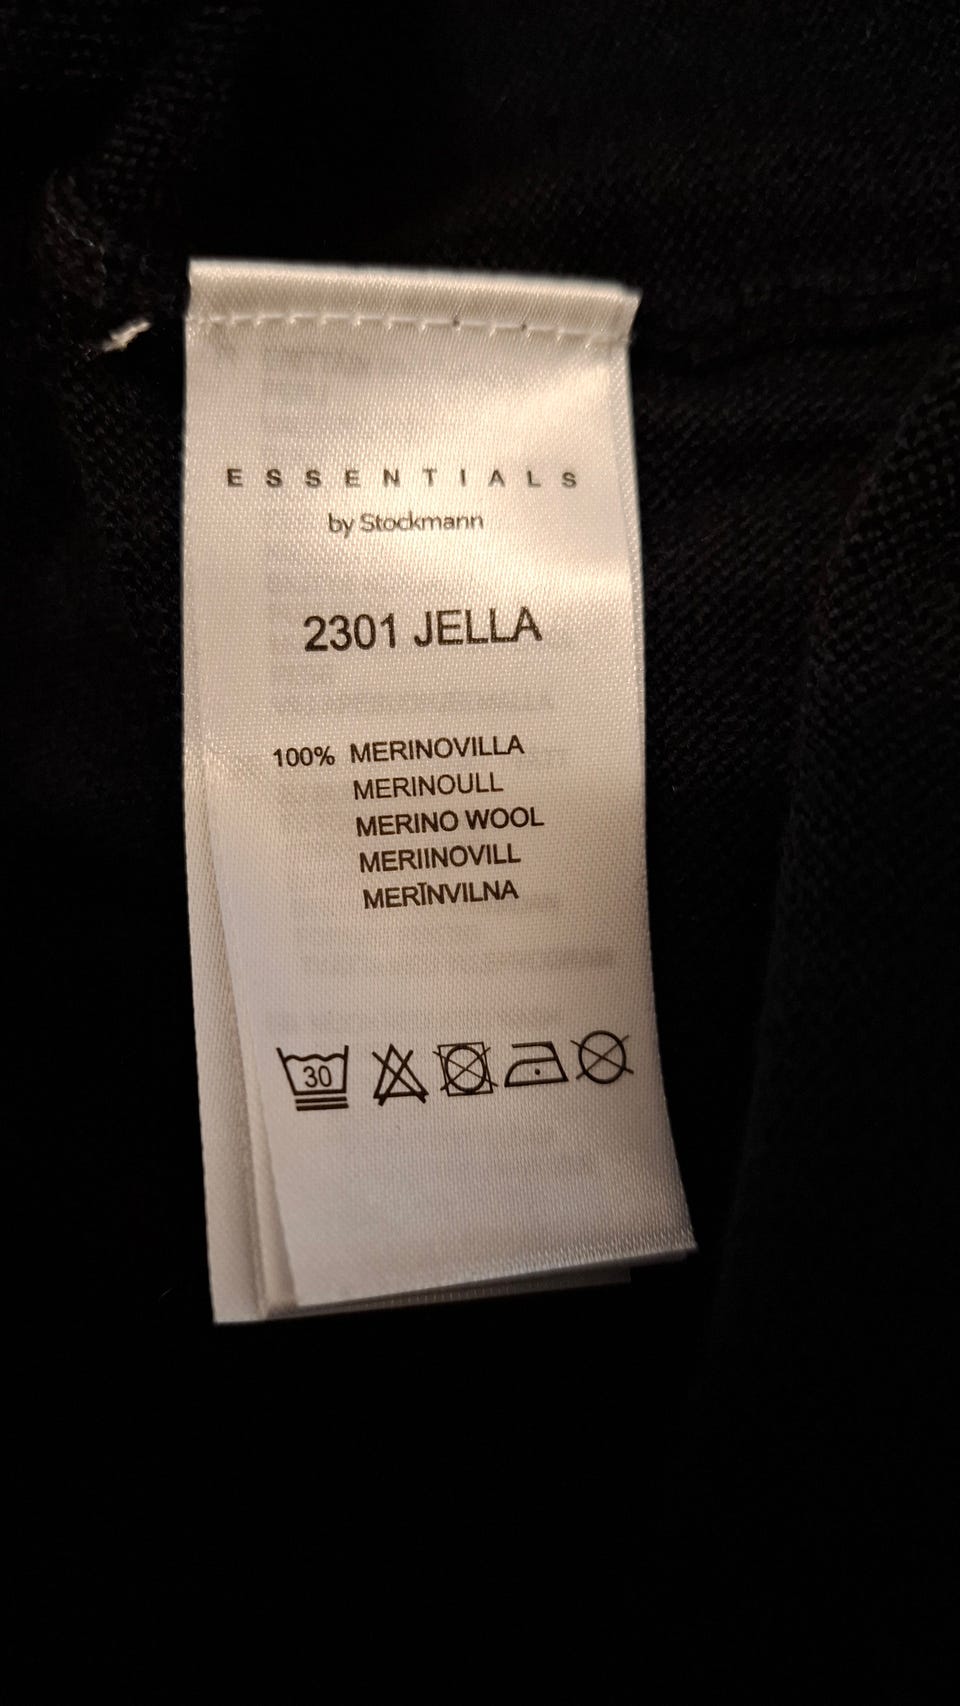 ESSENTIALS
by Stockmann
2301 JELLA
100% MERINOVILLA
MERINOULL
MERINO WOOL
MERIINOVILL
MERĪNVILNA
30